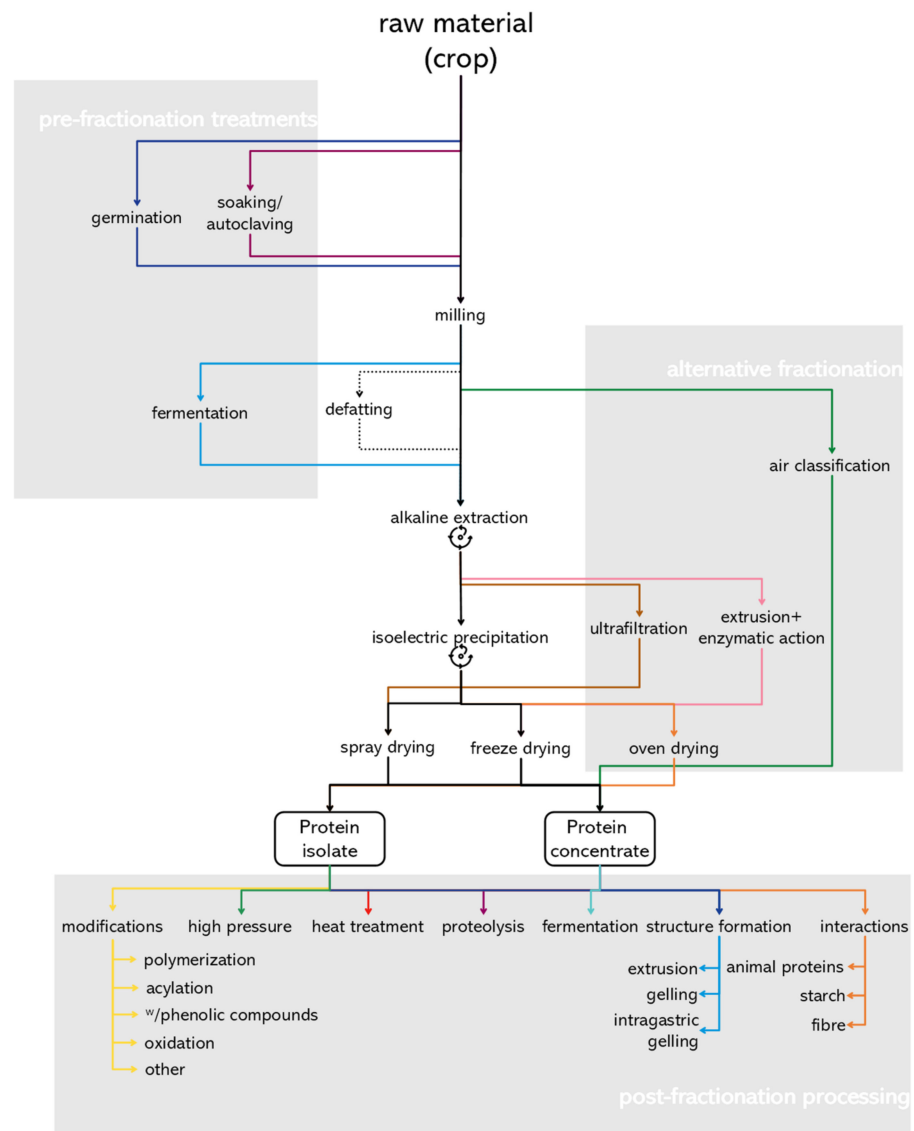 raw material
(crop)
pre-fractionation treatments
germination
soaking/
autoclaving
milling
alternative fractionation
fermentation
defatting
air classification
alkaline extraction
ultrafiltration
extrusion+
enzymatic action
isoelectric precipitation
spray drying
freeze drying
oven drying
Protein
isolate
Protein
concentrate
modifications
high pressure
heat treatment
proteolysis
fermentation
structure formation
interactions
polymerization
acylation
w/phenolic compounds
oxidation
other
extrusion
gelling
intragastric
gelling
animal proteins
starch
fibre
post-fractionation processing